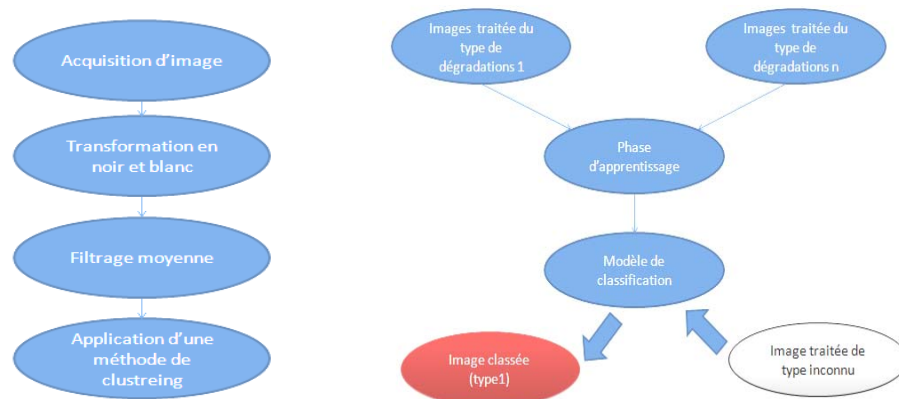 Acquisition d'image
Transformation en
noir et blanc
Filtrage moyenne
Application d'une
méthode de
clustreing
Images traitée du
type de
dégradations 1
Images traitée du
type de
dégradations n
Phase
d'apprentissage
Modèle de
classification
Image classée
(type1)
Image traitée de
type inconnu